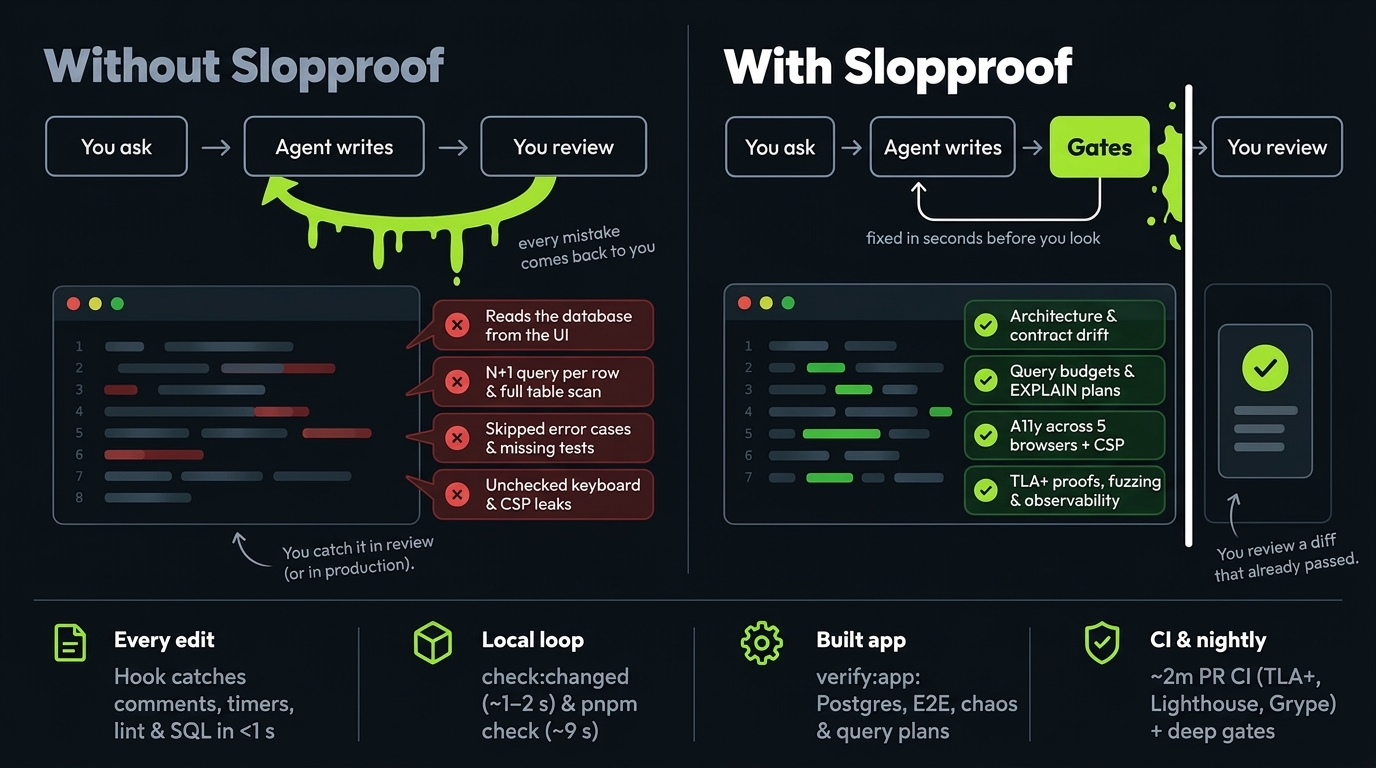 Without Slopproof
You ask
Agent writes
You review
every mistake
comes back to you
1
2
3
4
5
6
7
8
Reads the database
from the UI
N+1 query per row
& full table scan
Skipped error cases
& missing tests
Unchecked keyboard
& CSP leaks
You catch it in review
(or in production).
With Slopproof
You ask
Agent writes
Gates
You review
fixed in seconds before you look
1
2
3
4
5
6
7
Architecture &
contract drift
Query budgets &
EXPLAIN plans
A11y across 5
browsers + CSP
TLA+ proofs, fuzzing
& observability
You review a diff
that already passed.
Every edit
Hook catches
comments, timers,
lint & SQL in <1 s
Local loop
check:changed
(~1–2 s) & pnpm
check (~9 s)
Built app
verify:app:
Postgres, E2E, chaos
& query plans
CI & nightly
~2m PR CI (TLA+,
Lighthouse, Grype)
+ deep gates